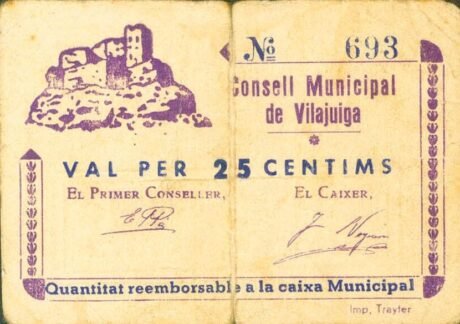 No 693
Consell Municipal
de Vilajuiga
VAL PER 25 CENTIMS
EL PRIMER CONSELLER, EL CAIXER,
Quantitat reemborsable a la caixa Municipal
Imp, Trayter